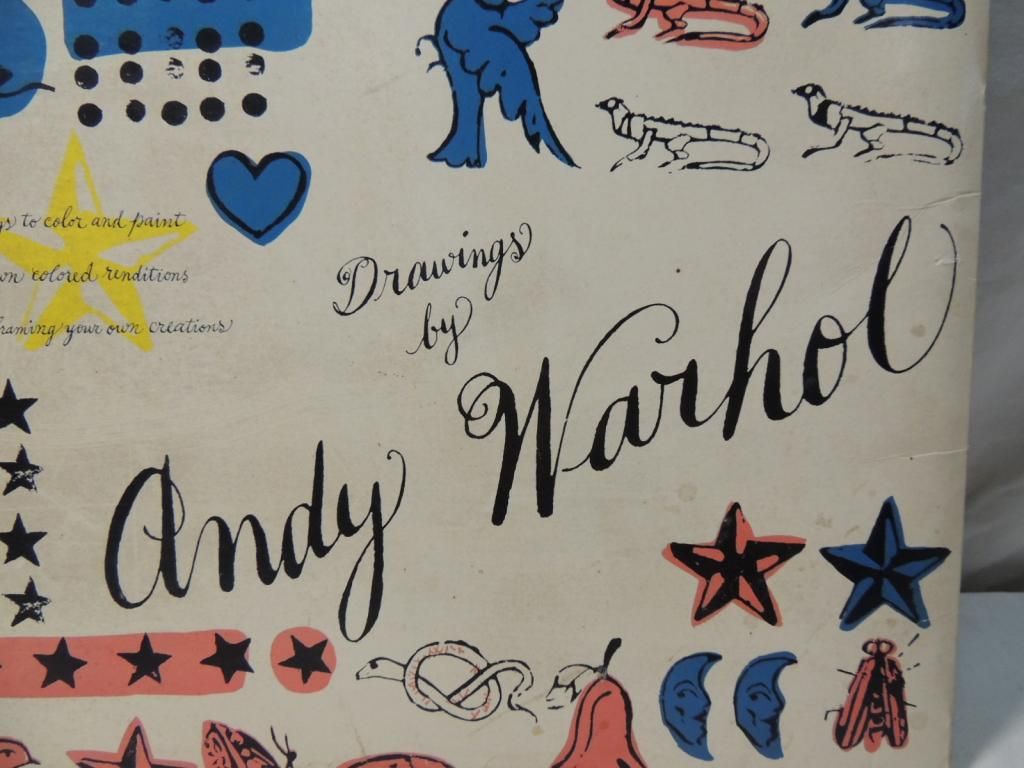 to color and paint
colored renditions
framing your own creations
Drawings
by
Andy Warhol